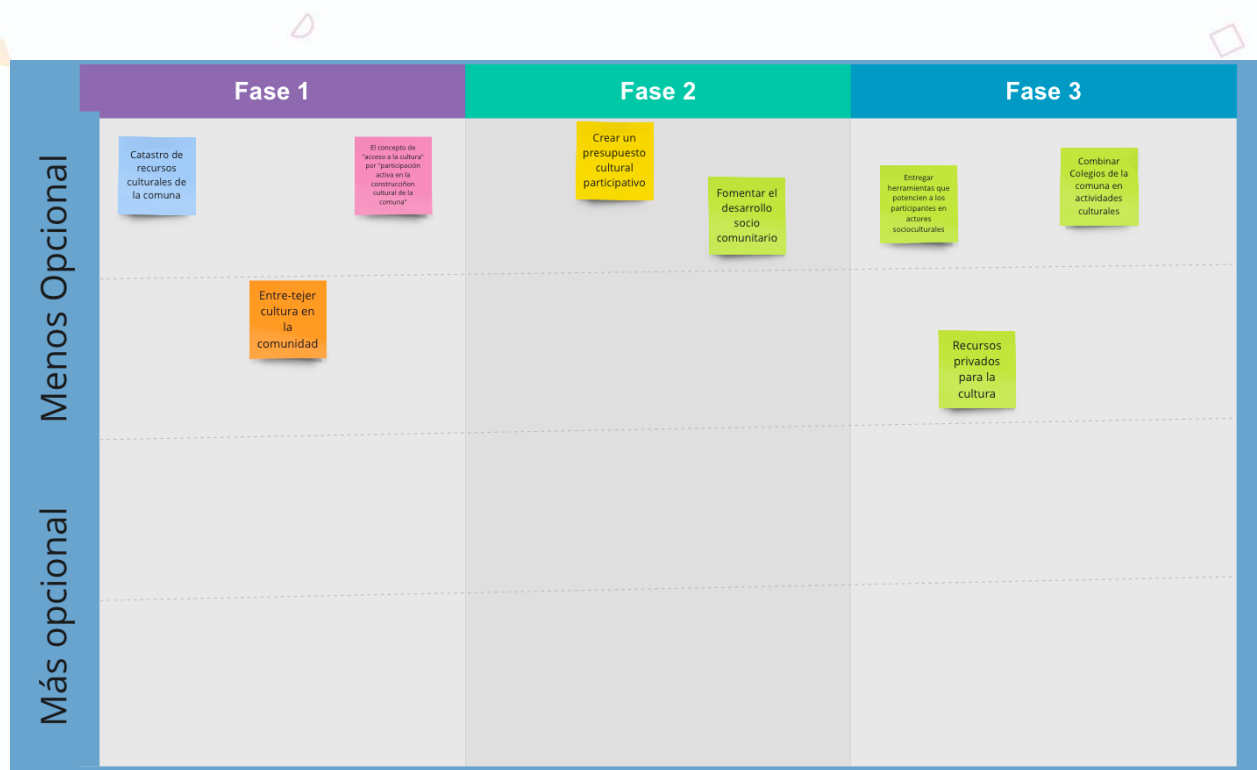 Fase 1
Fase 2
Fase 3
Menos Opcional
Más opcional
Catastro de
recursos
culturales de
la comuna
El concepto de
"acceso a la cultura"
por "participación
activa en la
construcciñon
cultural de la
comuna"
Entre-tejer
cultura en
la
comunidad
Crear un
presupuesto
cultural
participativo
Fomentar el
desarrollo
socio
comunitario
Entregar
herramientas que
potencien a los
participantes en
actores
socioculturales
Combinar
Colegios de la
comuna en
actividades
culturales
Recursos
privados
para la
cultura